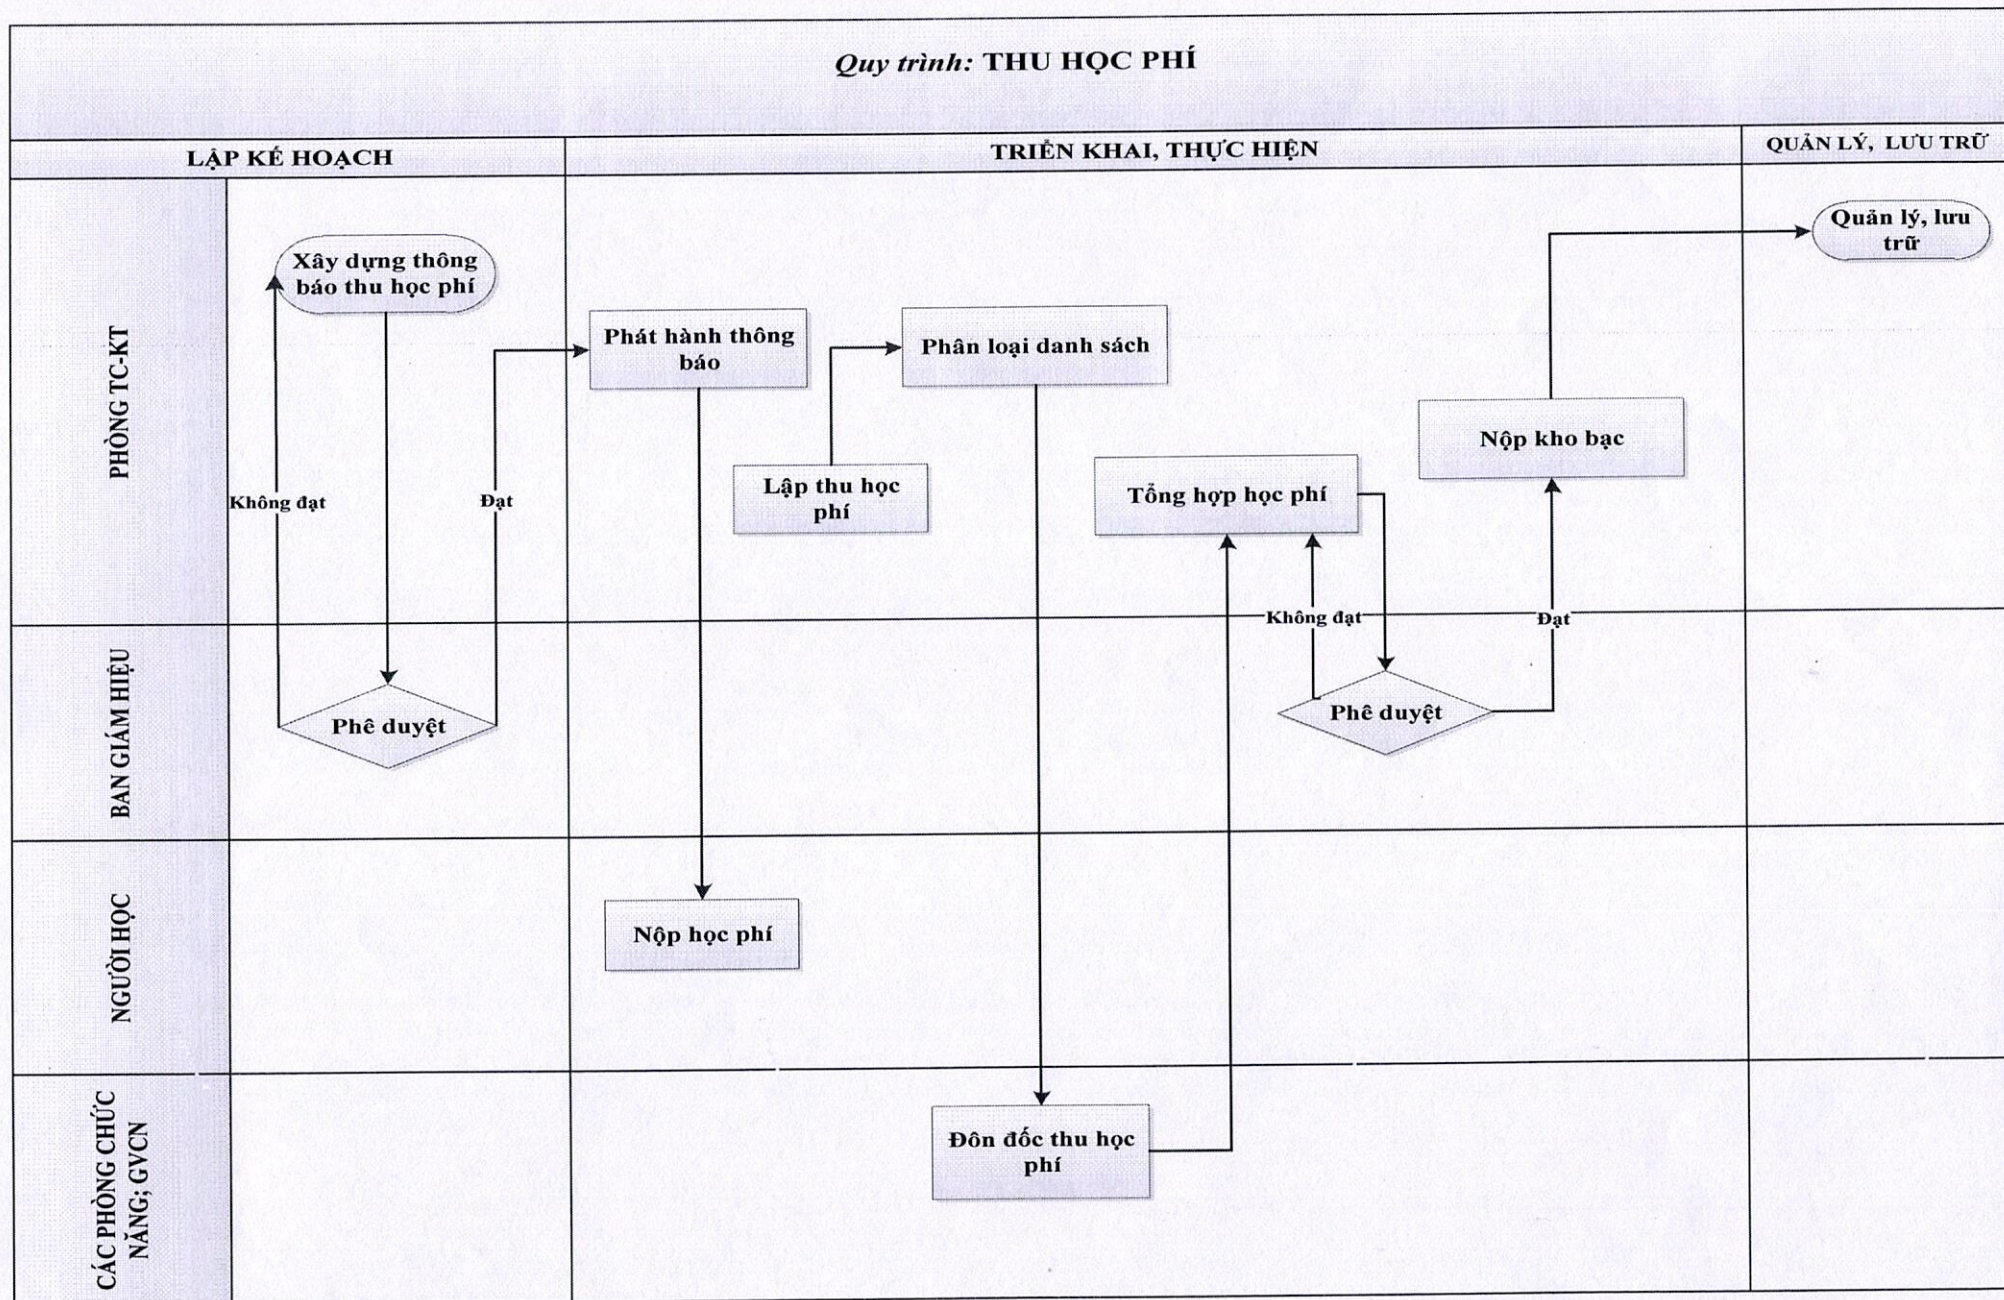 Quy trình: THU HỌC PHÍ
LẬP KẾ HOẠCH
TRIỂN KHAI, THỰC HIỆN
QUẢN LÝ, LƯU TRỮ
PHÒNG TC-KT
Xây dựng thông
báo thu học phí
Phát hành thông
báo
Phân loại danh sách
Quản lý, lưu
trữ
Lập thu học
phí
Tổng hợp học phí
Nộp kho bạc
Không đạt
Đạt
Không đạt
Đạt
BAN GIÁM HIỆU
Phê duyệt
Phê duyệt
NGƯỜI HỌC
Nộp học phí
CÁC PHÒNG CHỨC
NĂNG; GVCN
Đôn đốc thu học
phí